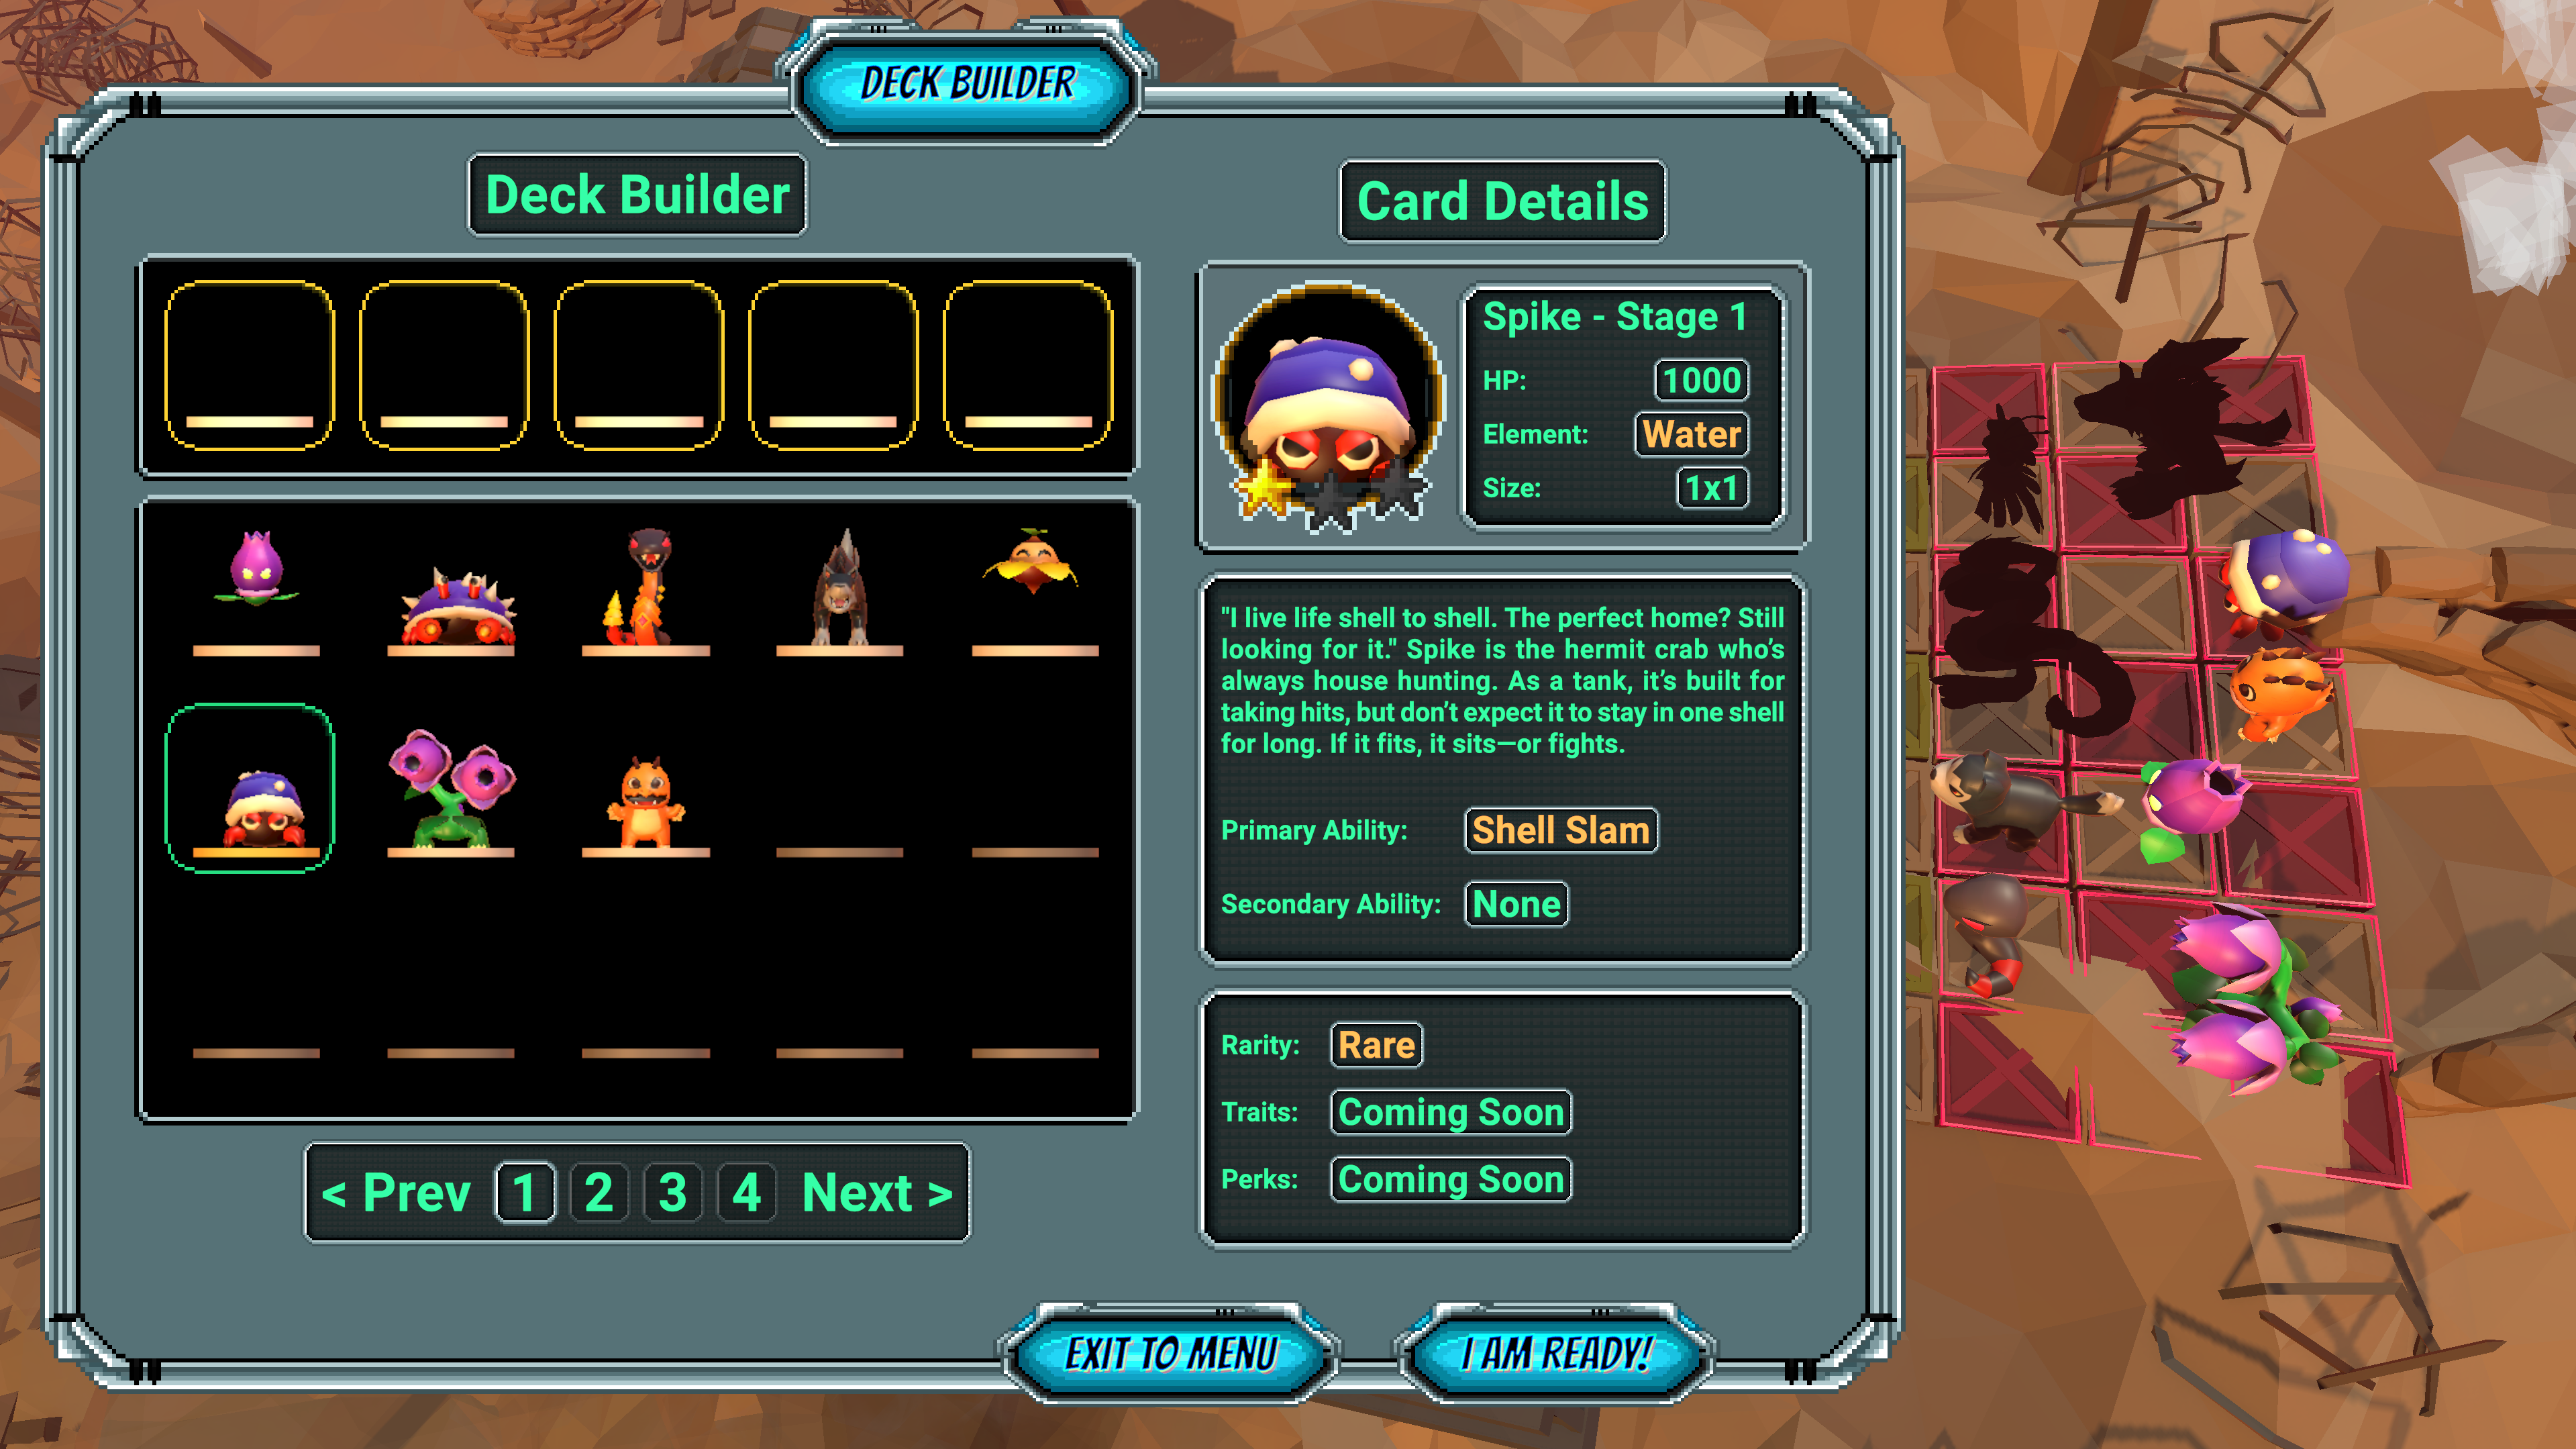 DECK BUILDER
Deck Builder
< Prev 1 2 3 4 Next >
Card Details
Spike - Stage 1
HP: 1000
Element: Water
Size: 1x1
"I live life shell to shell. The perfect home? Still
looking for it." Spike is the hermit crab who's
always house hunting. As a tank, it's built for
taking hits, but don't expect it to stay in one shell
for long. If it fits, it sits—or fights.
Primary Ability: Shell Slam
Secondary Ability: None
Rarity: Rare
Traits: Coming Soon
Perks: Coming Soon
EXIT TO MENU
I AM READY!